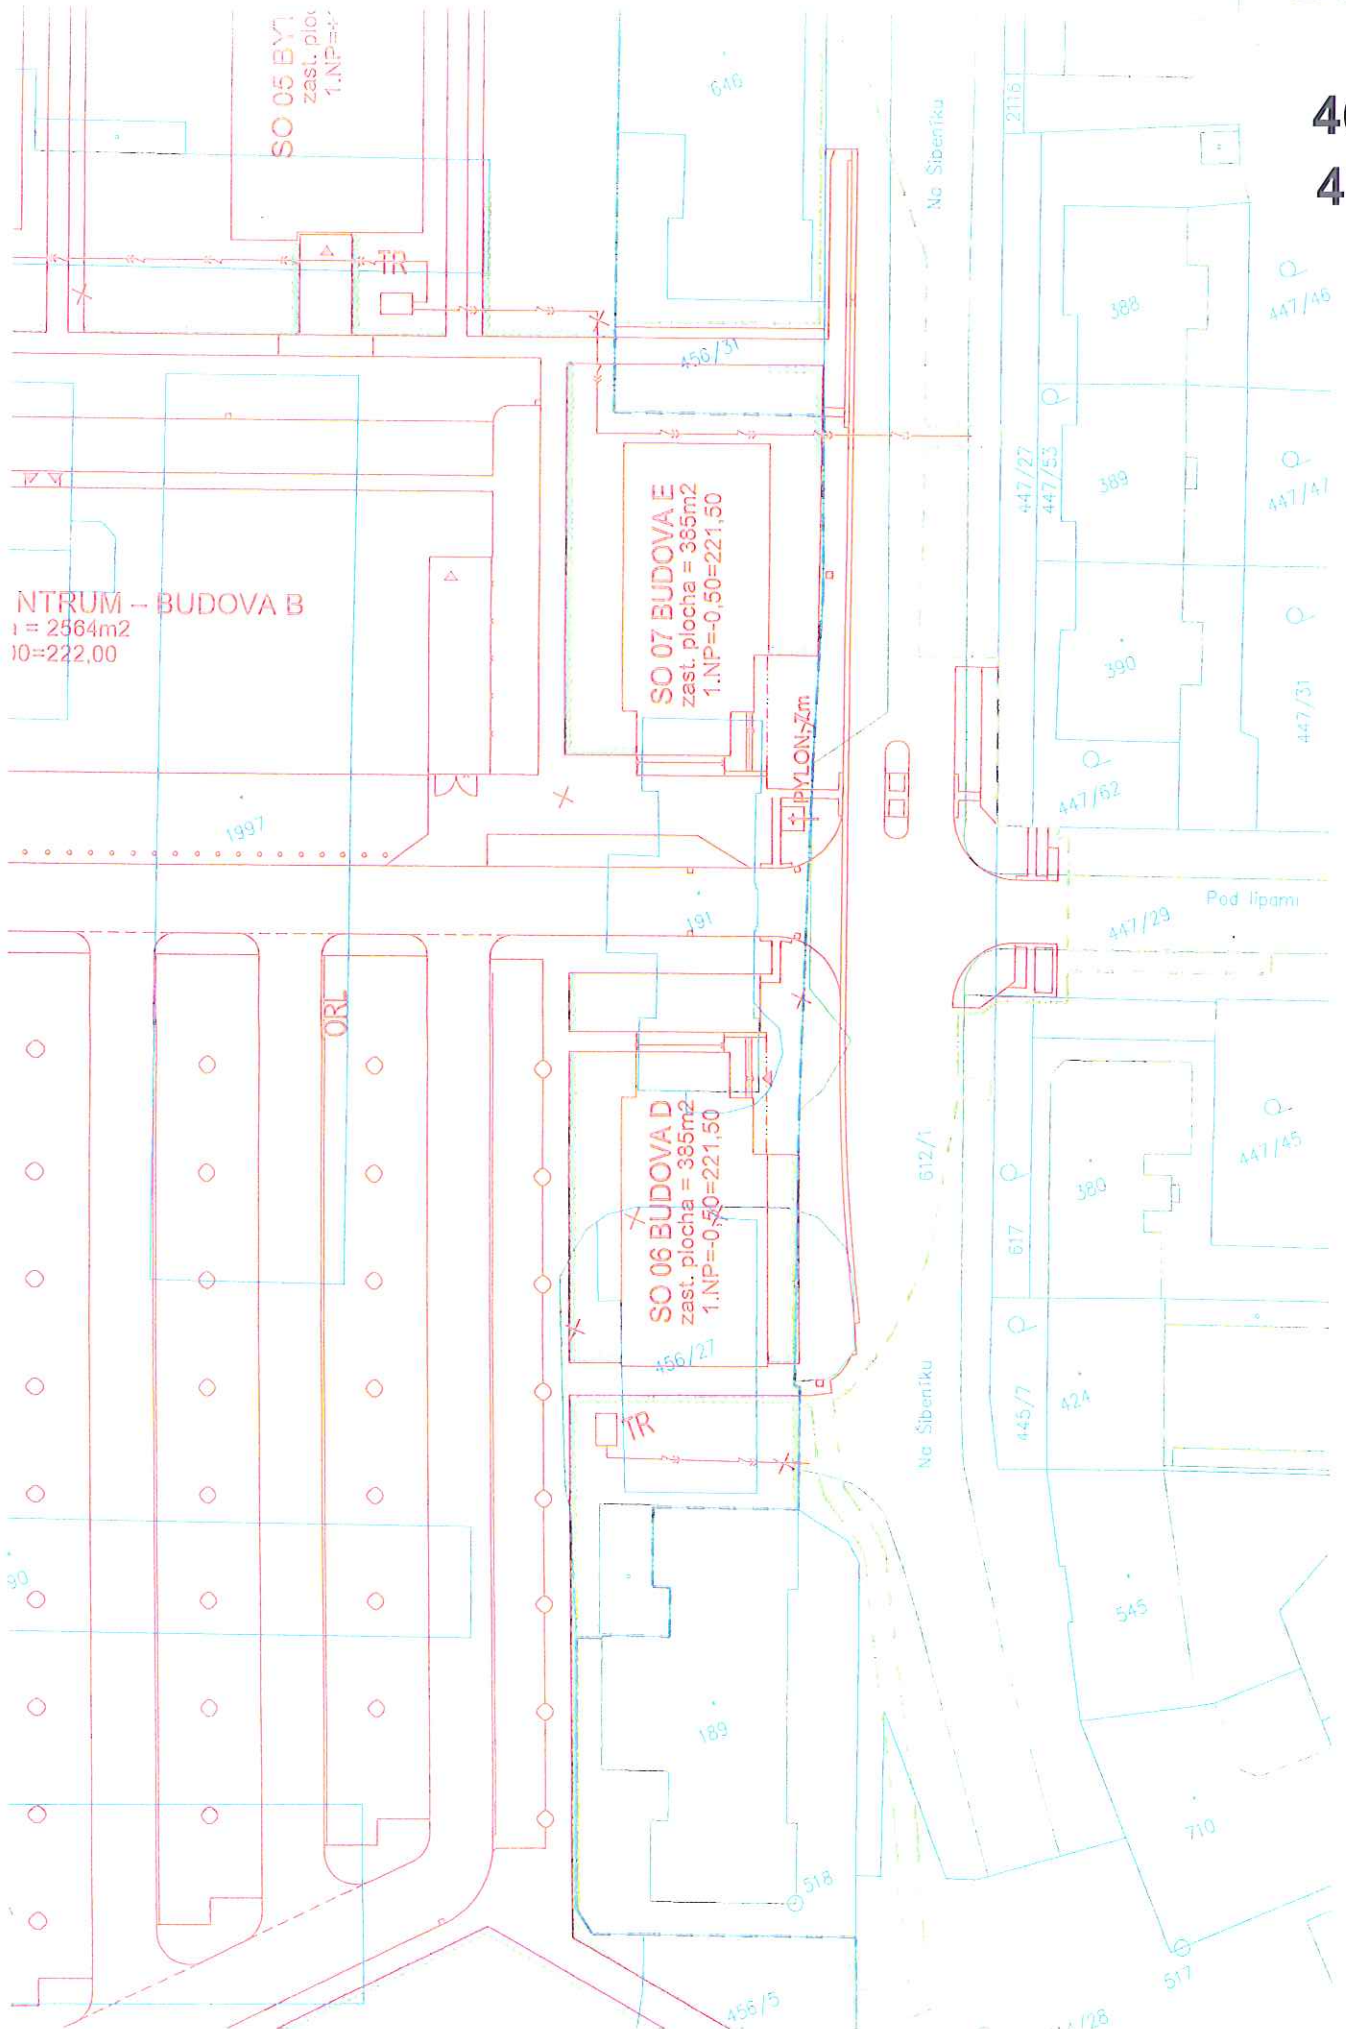 SO 05 BYT
zast. ploc
1.NP=
646
Na Šibeníku
2116
40
4
TR
388
447/46
456/31
447/27
447/53
389
447/47
SO 07 BUDOVA E
zast. plocha = 385m2
1.NP=-0,50=221,50
NTRUM - BUDOVA B
= 2564m2
00=222,00
390
447/31
PYLON-7m
447/62
1997
191
Pod lipami
447/29
ORL
SO 06 BUDOVA D
zast. plocha = 385m2
1.NP=-0,50=221,50
612/1
617
380
447/45
456/27
Na Šibeníku
445/7
424
TR
90
545
189
710
518
517
456/5
/28